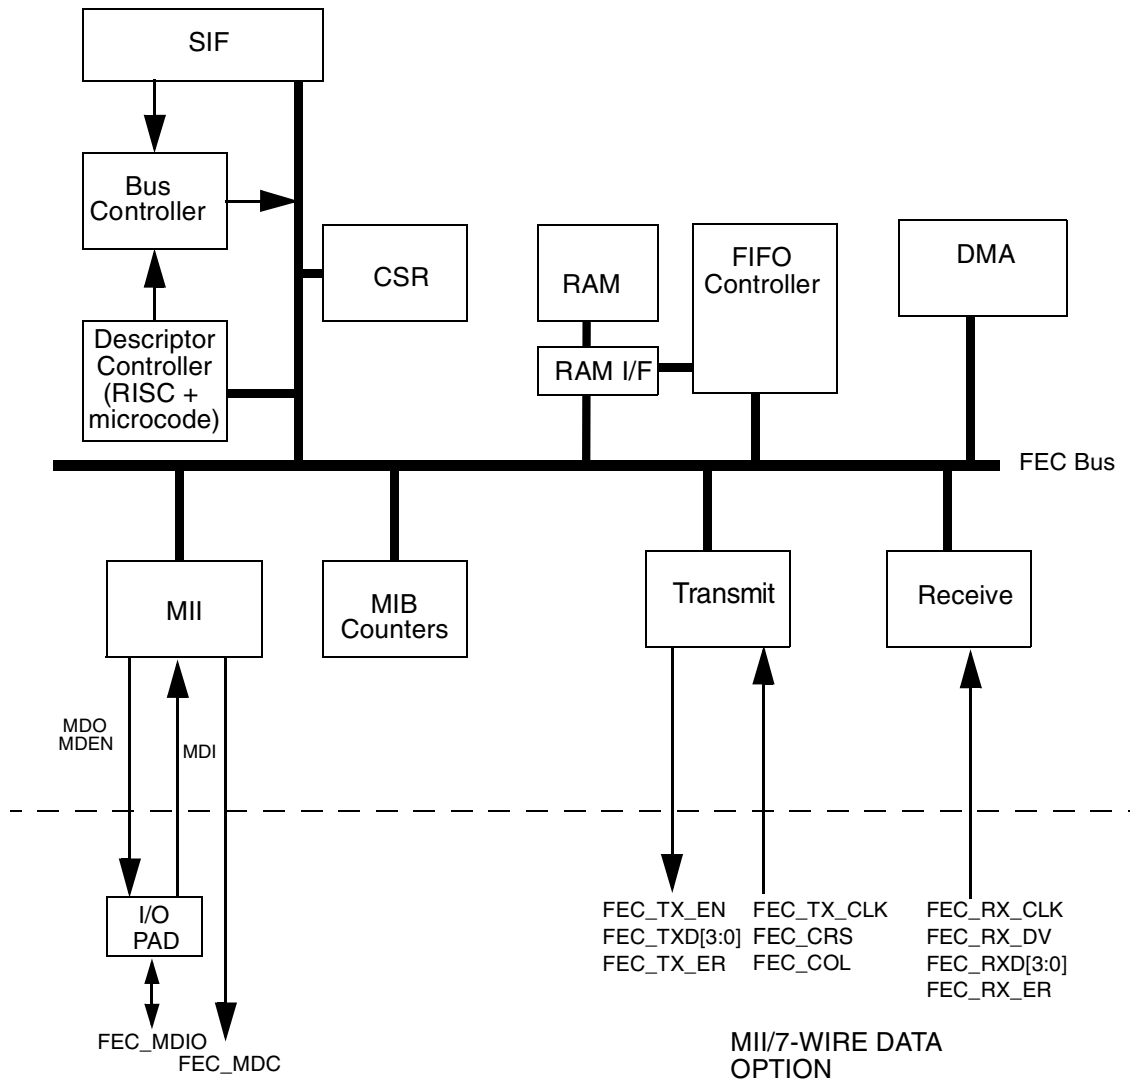 SIF
Bus
Controller
CSR
RAM
FIFO
Controller
DMA
Descriptor
Controller
(RISC +
microcode)
RAM I/F
FEC Bus
MII
MIB
Counters
Transmit
Receive
MDO
MDEN
MDI
I/O
PAD
FEC_MDIO
FEC_MDC
FEC_TX_EN
FEC_TXD[3:0]
FEC_TX_ER
FEC_TX_CLK
FEC_CRS
FEC_COL
FEC_RX_CLK
FEC_RX_DV
FEC_RXD[3:0]
FEC_RX_ER
MII/7-WIRE DATA
OPTION